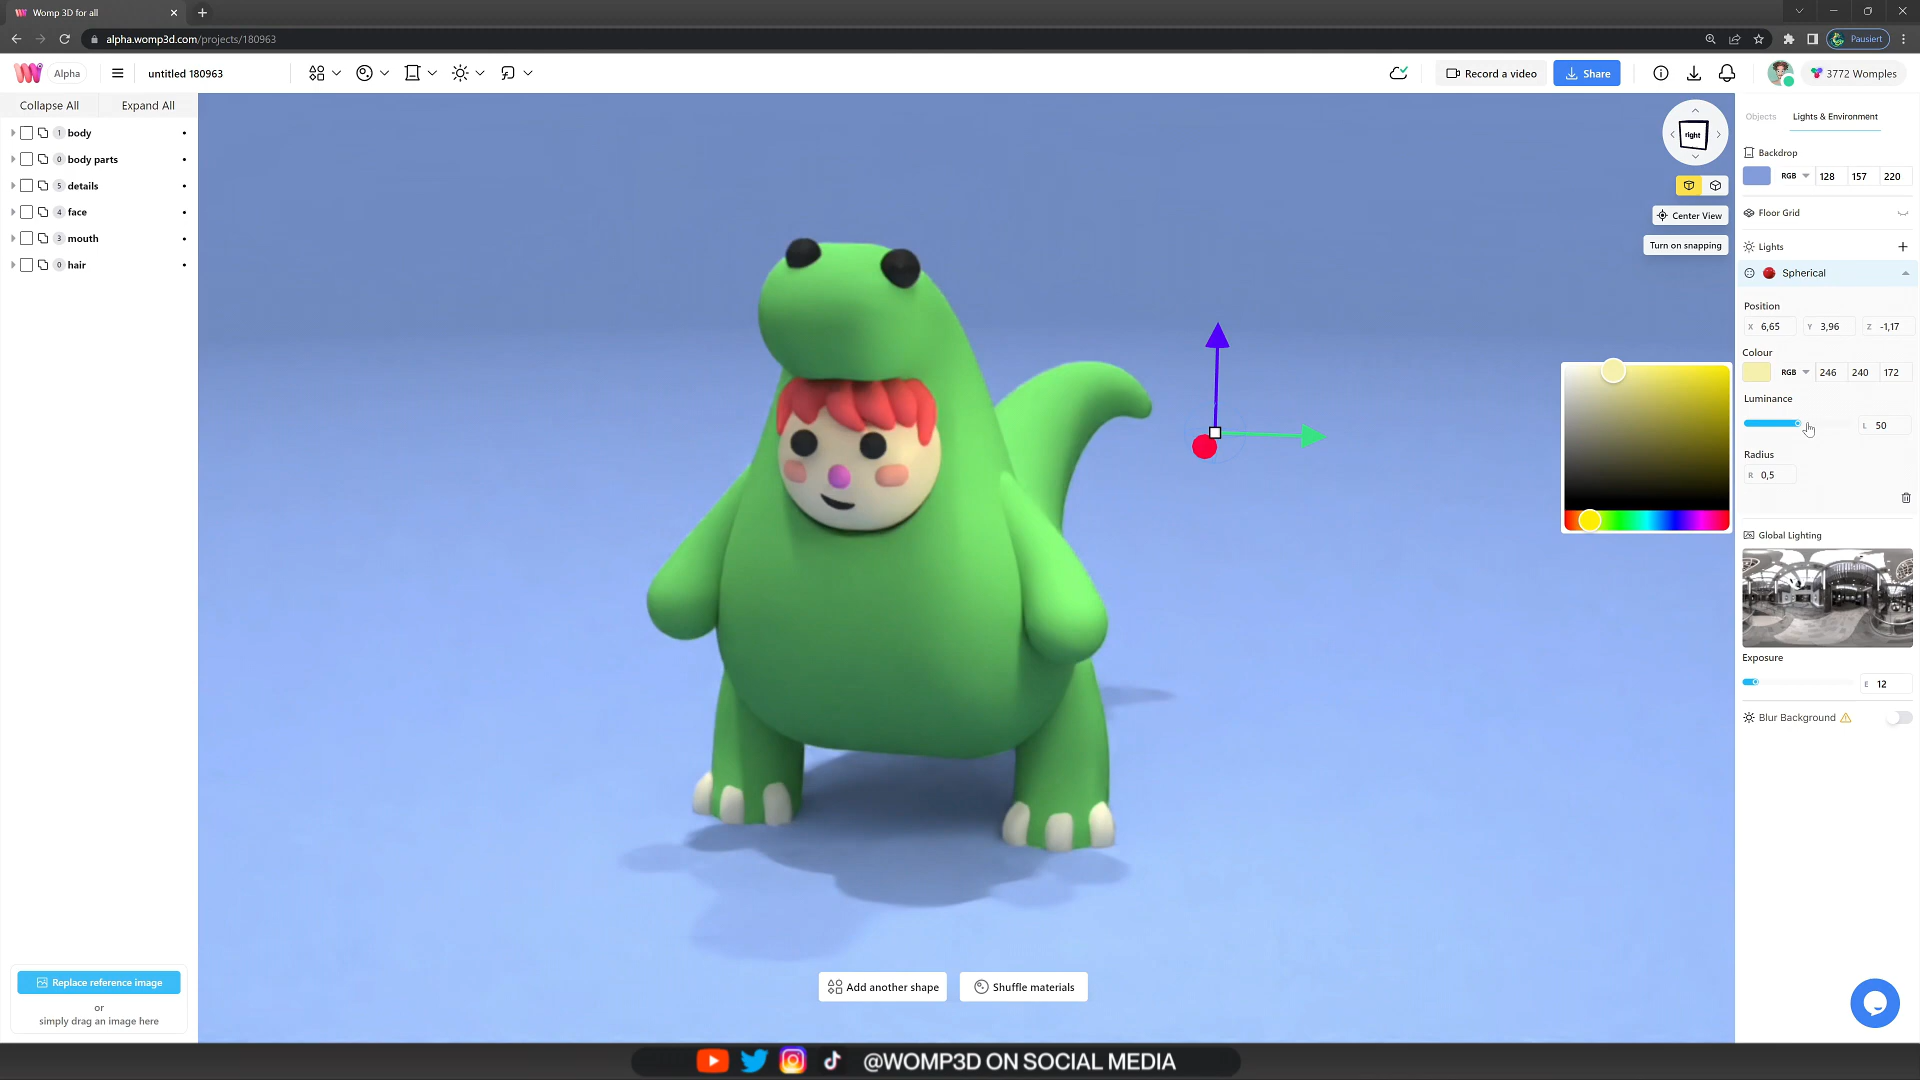 Womp 3D for all
alpha.womp3d.com/projects/180963
Pausiert
Alpha
untitled 180963
Record a video
Share
3772 Womples
Collapse All
Expand All
1 body
0 body parts
5 details
4 face
3 mouth
0 hair
Replace reference image
or
simply drag an image here
right
Center View
Turn on snapping
Add another shape
Shuffle materials
Objects
Lights & Environment
Backdrop
RGB 128 157 220
Floor Grid
Lights
Spherical
Position
X 6,65 Y 3,96 Z -1,17
Colour
RGB 246 240 172
Luminance
L 50
Radius
R 0,5
Global Lighting
Exposure
E 12
Blur Background
@WOMP3D ON SOCIAL MEDIA